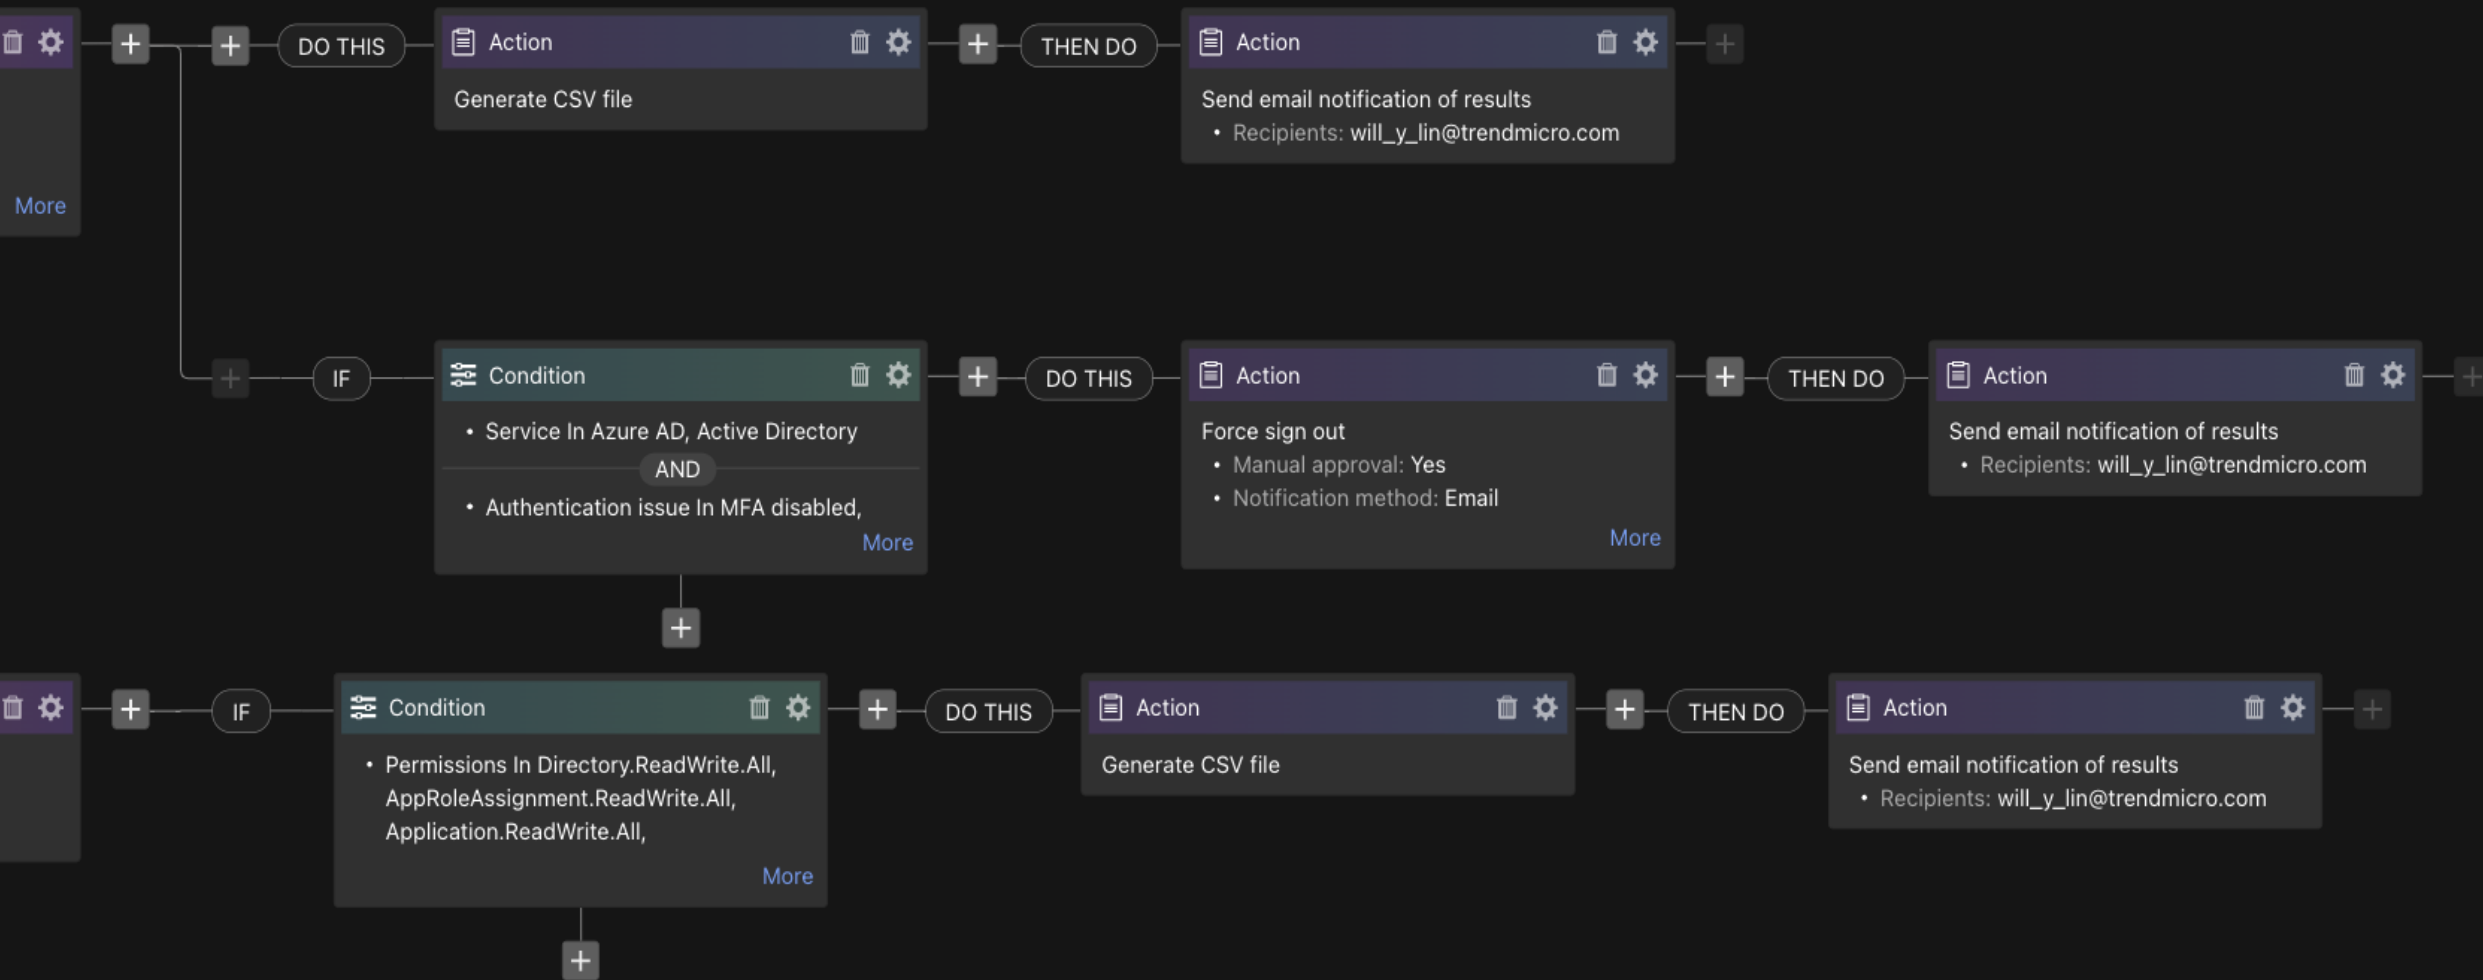 DO THIS
Action
THEN DO
Action
Generate CSV file
Send email notification of results
• Recipients: will_y_lin@trendmicro.com
More
IF
Condition
DO THIS
Action
THEN DO
Action
• Service In Azure AD, Active Directory
AND
• Authentication issue In MFA disabled,
More
Force sign out
• Manual approval: Yes
• Notification method: Email
More
Send email notification of results
• Recipients: will_y_lin@trendmicro.com
IF
Condition
DO THIS
Action
THEN DO
Action
• Permissions In Directory.ReadWrite.All,
AppRoleAssignment.ReadWrite.All,
Application.ReadWrite.All,
More
Generate CSV file
Send email notification of results
• Recipients: will_y_lin@trendmicro.com